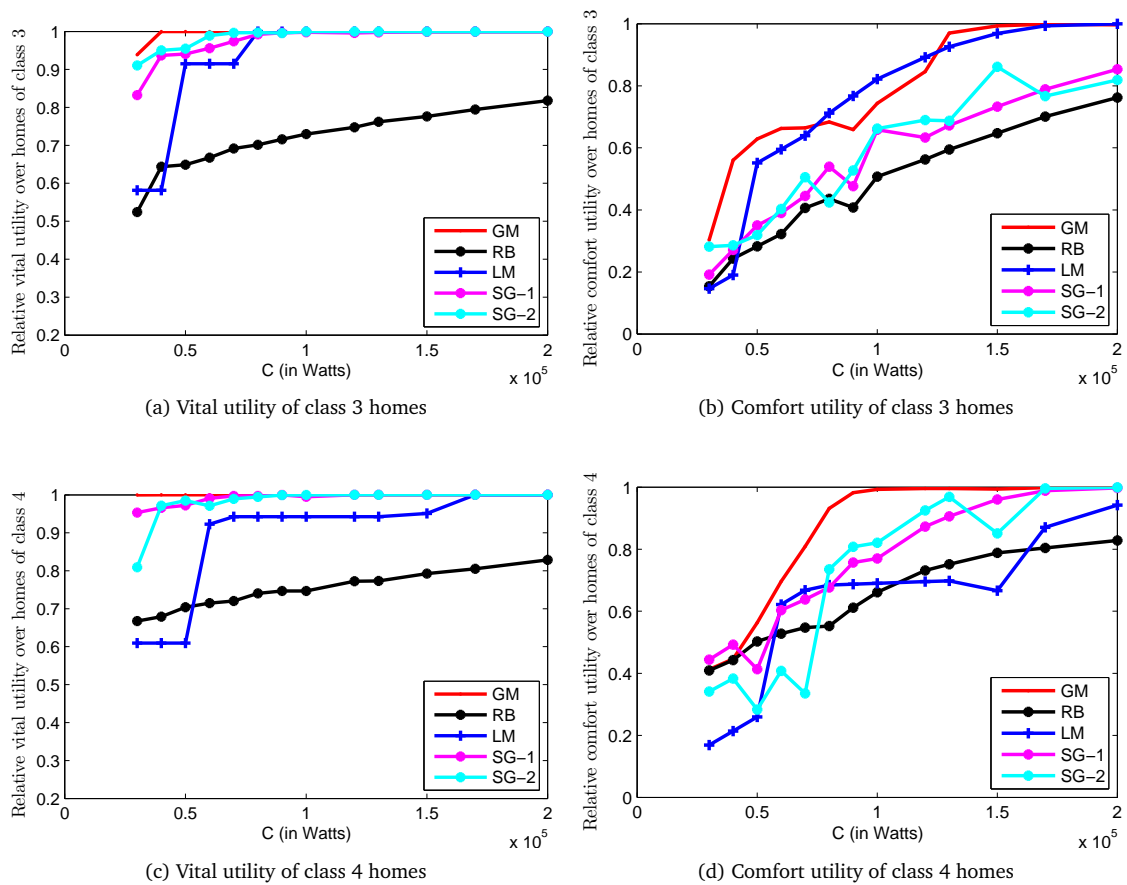 Relative vital utility over homes of class 3
1
0.9
0.8
0.7
0.6
0.5
0.4
0.3
0.2
0
0.5
1
1.5
2
x 10^5
C (in Watts)
GM
RB
LM
SG−1
SG−2
(a) Vital utility of class 3 homes
Relative comfort utility over homes of class 3
1
0.8
0.6
0.4
0.2
0
0
0.5
1
1.5
2
x 10^5
C (in Watts)
GM
RB
LM
SG−1
SG−2
(b) Comfort utility of class 3 homes
Relative vital utility over homes of class 4
1
0.9
0.8
0.7
0.6
0.5
0.4
0.3
0.2
0
0.5
1
1.5
2
x 10^5
C (in Watts)
GM
RB
LM
SG−1
SG−2
(c) Vital utility of class 4 homes
Relative comfort utility over homes of class 4
1
0.8
0.6
0.4
0.2
0
0
0.5
1
1.5
2
x 10^5
C (in Watts)
GM
RB
LM
SG−1
SG−2
(d) Comfort utility of class 4 homes